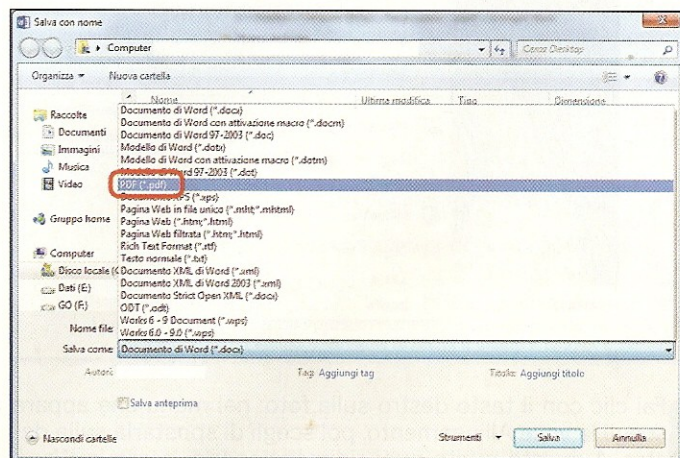 Salva con nome
Computer
Cerca Desktop
Organizza
Nuova cartella
Nome
Ultima modifica
Tipo
Dimensione
Raccolte
Documenti
Immagini
Musica
Video
Gruppo home
Computer
Disco locale (
Dati (E:)
GO (F:)
Documento di Word (*.docx)
Documento di Word con attivazione macro (*.docm)
Documento di Word 97-2003 (*.doc)
Modello di Word (*.dotx)
Modello di Word con attivazione macro (*.dotm)
Modello di Word 97-2003 (*.dot)
PDF (*.pdf)
Documento XPS (*.xps)
Pagina Web in file unico (*.mht;*.mhtml)
Pagina Web (*.htm;*.html)
Pagina Web filtrata (*.htm;*.html)
Rich Text Format (*.rtf)
Testo normale (*.txt)
Documento XML di Word (*.xml)
Documento XML di Word 2003 (*.xml)
Documento Strict Open XML (*.docx)
ODT (*.odt)
Works 6 - 9 Document (*.wps)
Works 6.0 - 9.0 (*.wps)
Nome file:
Salva come: Documento di Word (*.docx)
Autori:
Tag: Aggiungi tag
Titolo: Aggiungi titolo
Salva anteprima
Nascondi cartelle
Strumenti
Salva
Annulla